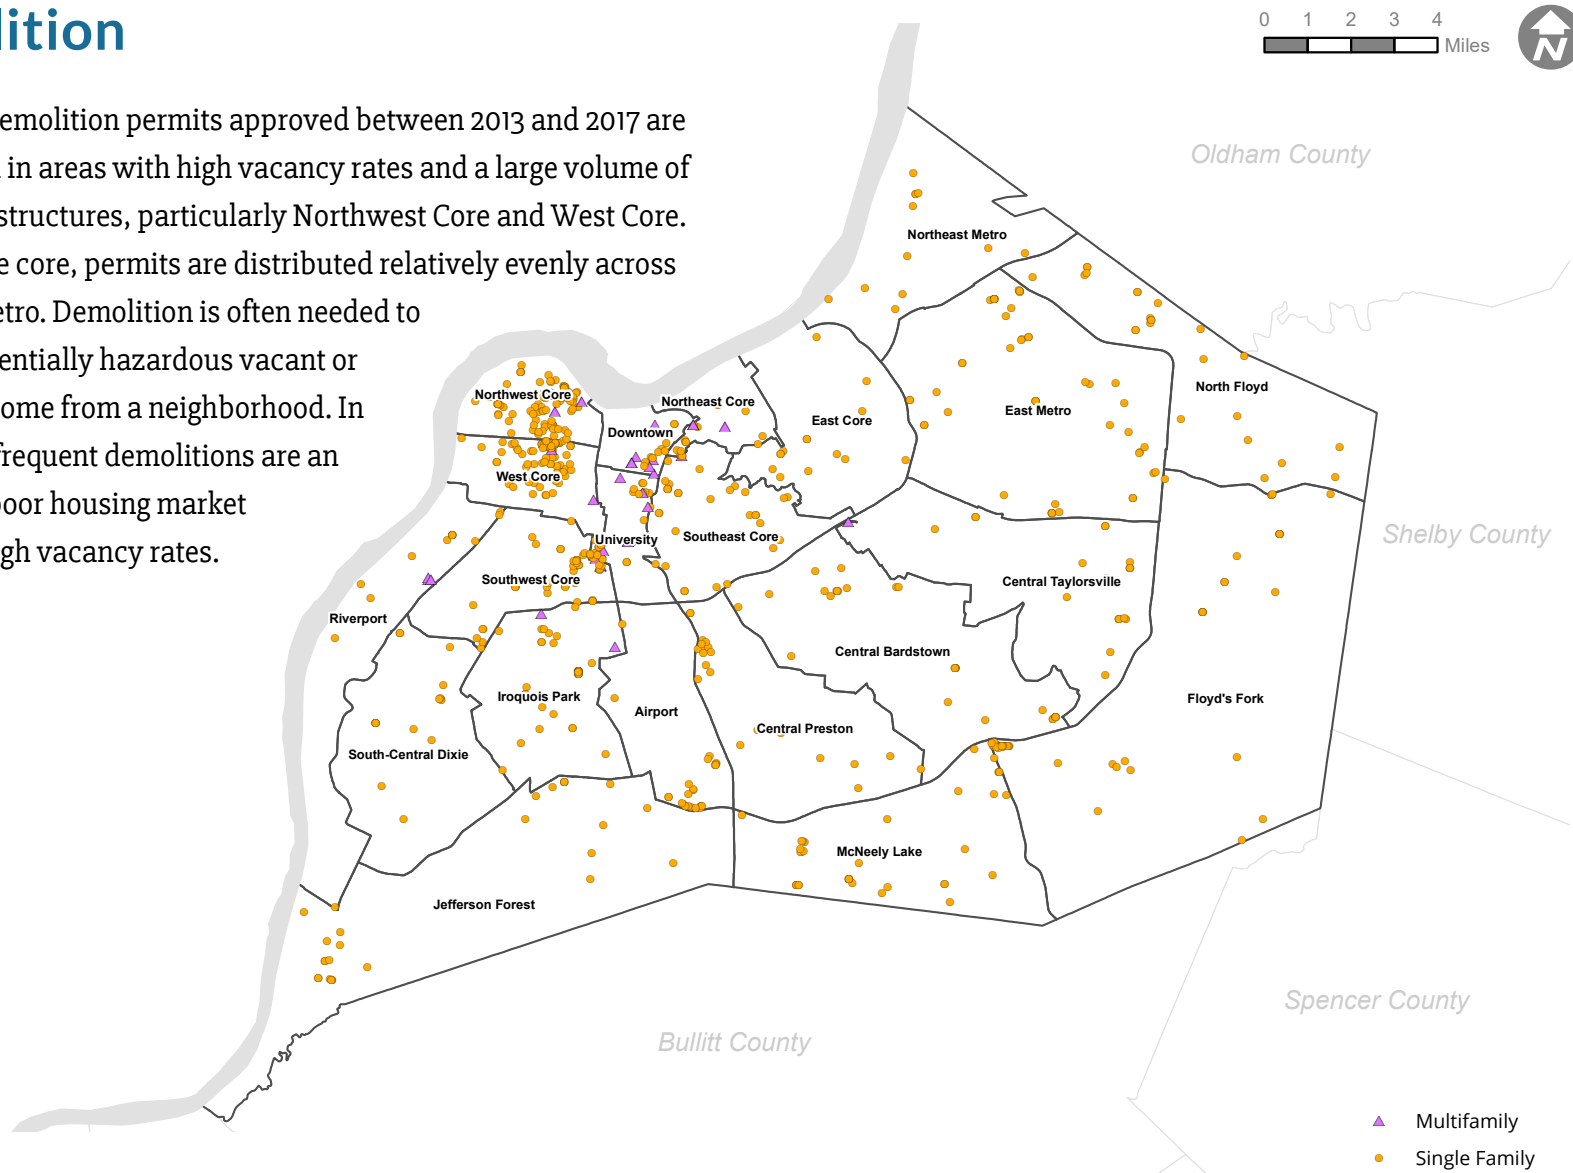 lition
emolition permits approved between 2013 and 2017 are
in areas with high vacancy rates and a large volume of
structures, particularly Northwest Core and West Core.
e core, permits are distributed relatively evenly across
etro. Demolition is often needed to
entially hazardous vacant or
ome from a neighborhood. In
frequent demolitions are an
oor housing market
gh vacancy rates.
0 1 2 3 4
Miles
N
Oldham County
Northeast Metro
North Floyd
Northwest Core
Northeast Core
East Core
East Metro
Downtown
West Core
Shelby County
University
Southeast Core
Southwest Core
Central Taylorsville
Riverport
Central Bardstown
Iroquois Park
Floyd's Fork
Airport
Central Preston
South-Central Dixie
McNeely Lake
Jefferson Forest
Spencer County
Bullitt County
Multifamily
Single Family